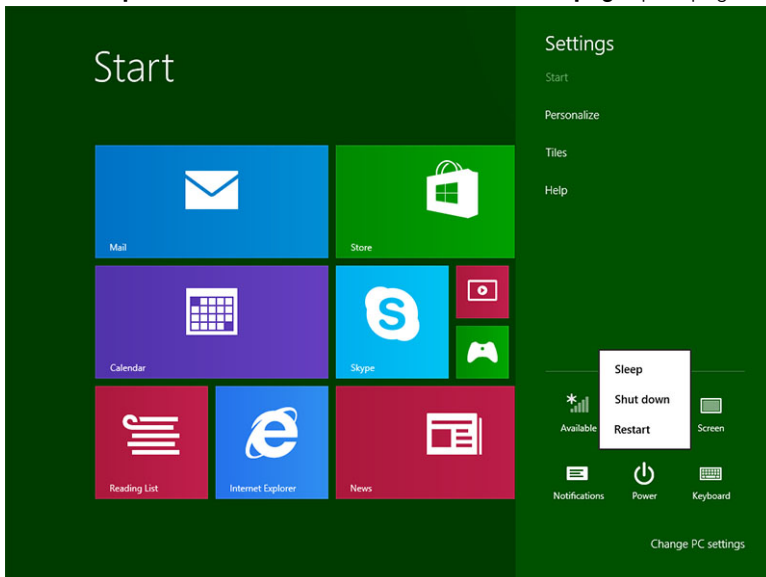 Start
Mail
Store
Calendar
Skype
Reading List
Internet Explorer
News
Settings
Start
Personalize
Tiles
Help
Sleep
Shut down
Restart
Available
Screen
Notifications
Power
Keyboard
Change PC settings